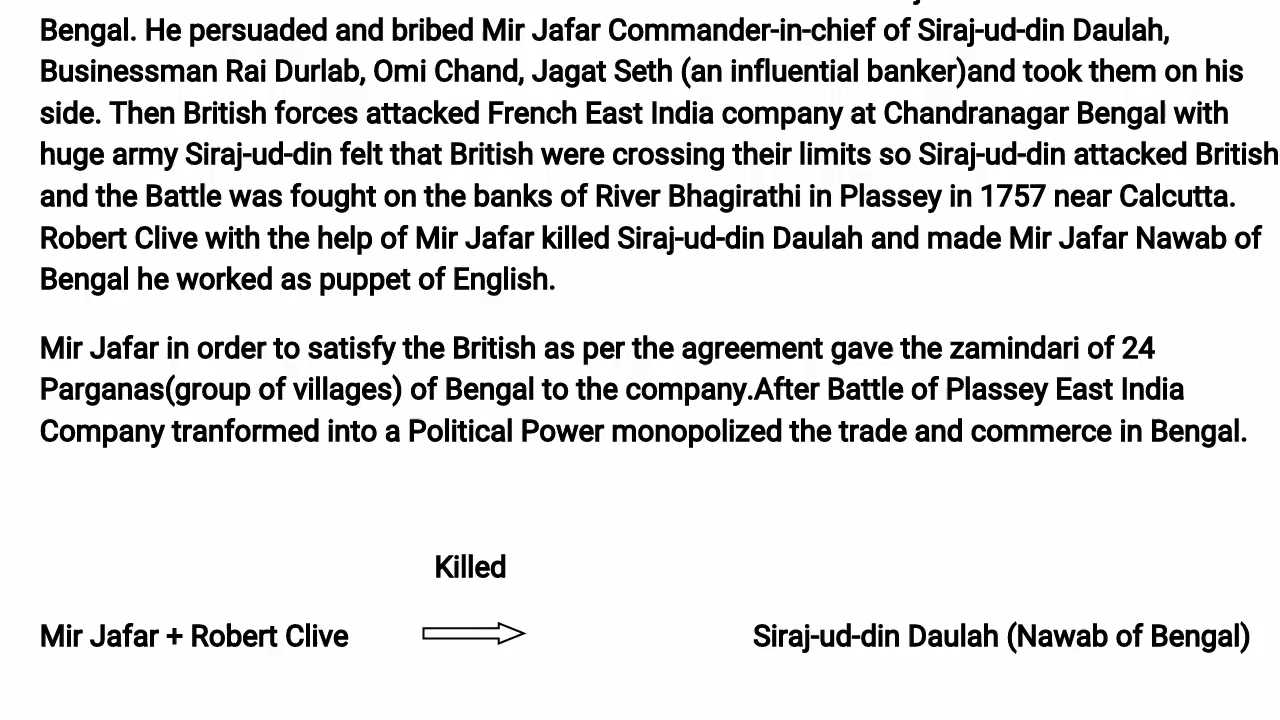 Bengal. He persuaded and bribed Mir Jafar Commander-in-chief of Siraj-ud-din Daulah,
Businessman Rai Durlab, Omi Chand, Jagat Seth (an influential banker)and took them on his
side. Then British forces attacked French East India company at Chandranagar Bengal with
huge army Siraj-ud-din felt that British were crossing their limits so Siraj-ud-din attacked British
and the Battle was fought on the banks of River Bhagirathi in Plassey in 1757 near Calcutta.
Robert Clive with the help of Mir Jafar killed Siraj-ud-din Daulah and made Mir Jafar Nawab of
Bengal he worked as puppet of English.
Mir Jafar in order to satisfy the British as per the agreement gave the zamindari of 24
Parganas(group of villages) of Bengal to the company.After Battle of Plassey East India
Company tranformed into a Political Power monopolized the trade and commerce in Bengal.
Killed
Mir Jafar + Robert Clive Siraj-ud-din Daulah (Nawab of Bengal)